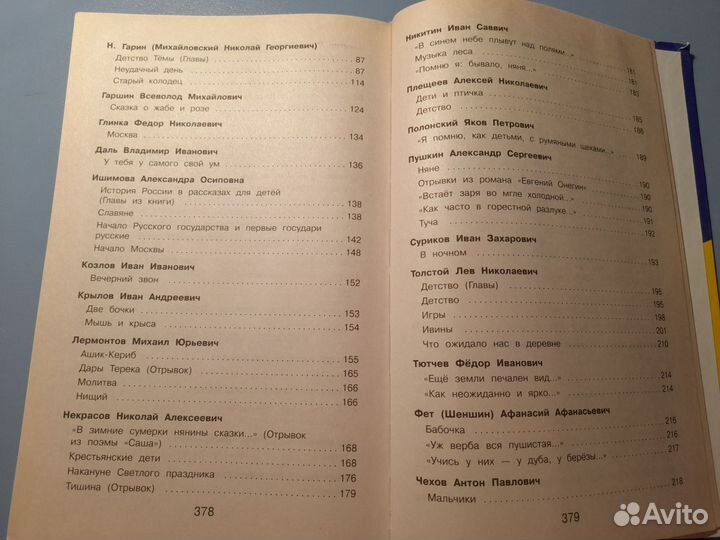 Н. Гарин (Михайловский Николай Георгиевич)
Детство Тёмы (Главы) 87
Неудачный день 87
Старый колодец 114
Гаршин Всеволод Михайлович
Сказка о жабе и розе 124
Глинка Федор Николаевич
Москва 134
Даль Владимир Иванович
У тебя у самого свой ум 136
Ишимова Александра Осиповна
История России в рассказах для детей
(Главы из книги) 138
Славяне 138
Начало Русского государства и первые государи
русские 142
Начало Москвы 148
Козлов Иван Иванович
Вечерний звон 152
Крылов Иван Андреевич
Две бочки 153
Мышь и крыса 154
Лермонтов Михаил Юрьевич
Ашик-Кериб 155
Дары Терека (Отрывок) 165
Молитва 166
Нищий 166
Некрасов Николай Алексеевич
«В зимние сумерки нянины сказки...» (Отрывок
из поэмы «Саша») 168
Крестьянские дети 168
Накануне Светлого праздника 176
Тишина (Отрывок) 179
378
Никитин Иван Саввич
«В синем небе плывут над полями...»
Музыка леса 181
«Помню я: бывало, няня...» 181
Плещеев Алексей Николаевич 183
Дети и птичка
Детство 185
Полонский Яков Петрович 186
«Я помню, как детьми, с румяными щеками...»
Пушкин Александр Сергеевич 189
Няне
Отрывки из романа «Евгений Онегин» 190
«Встаёт заря во мгле холодной...» 190
«Как часто в горестной разлуке...» 190
Туча 191
192
Суриков Иван Захарович
В ночном 193
Толстой Лев Николаевич
Детство (Главы) 195
Детство 195
Игры 198
Ивины 201
Что ожидало нас в деревне 210
Тютчев Фёдор Иванович
«Ещё земли печален вид...» 214
«Как неожиданно и ярко...» 214
Фет (Шеншин) Афанасий Афанасьевич
Бабочка 216
«Уж верба вся пушистая...» 216
«Учись у них — у дуба, у берёзы...» 217
Чехов Антон Павлович
Мальчики 218
379
Avito